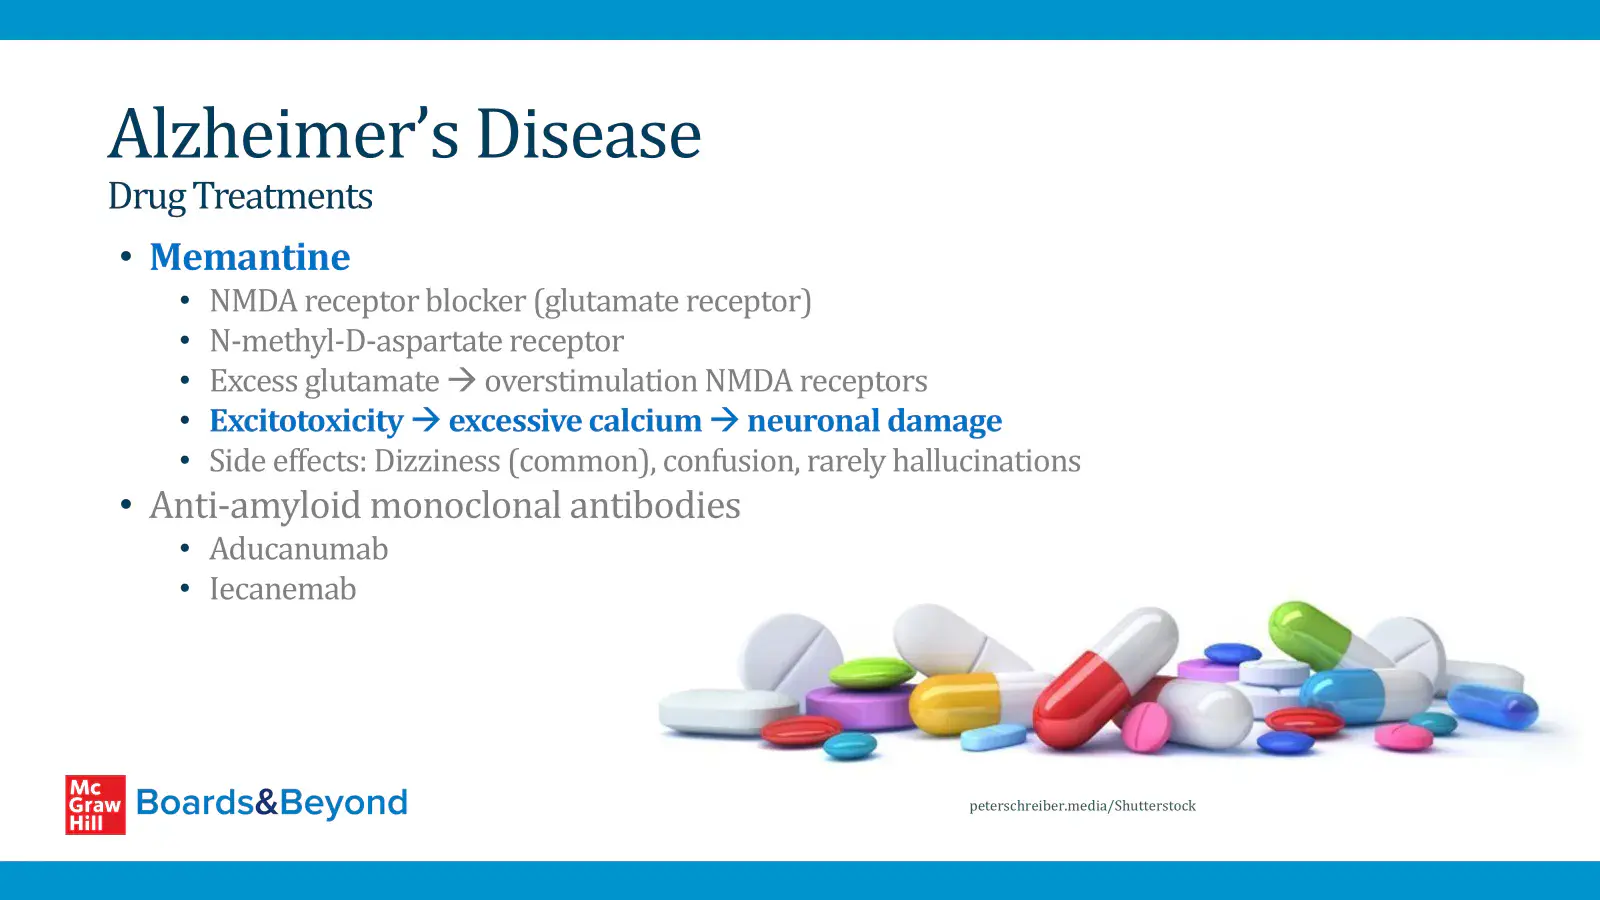 Alzheimer’s Disease
Drug Treatments
• Memantine
• NMDA receptor blocker (glutamate receptor)
• N-methyl-D-aspartate receptor
• Excess glutamate → overstimulation NMDA receptors
• Excitotoxicity → excessive calcium → neuronal damage
• Side effects: Dizziness (common), confusion, rarely hallucinations
• Anti-amyloid monoclonal antibodies
• Aducanumab
• Iecanemab
Mc
Graw
Hill
Boards&Beyond
peterschreiber.media/Shutterstock